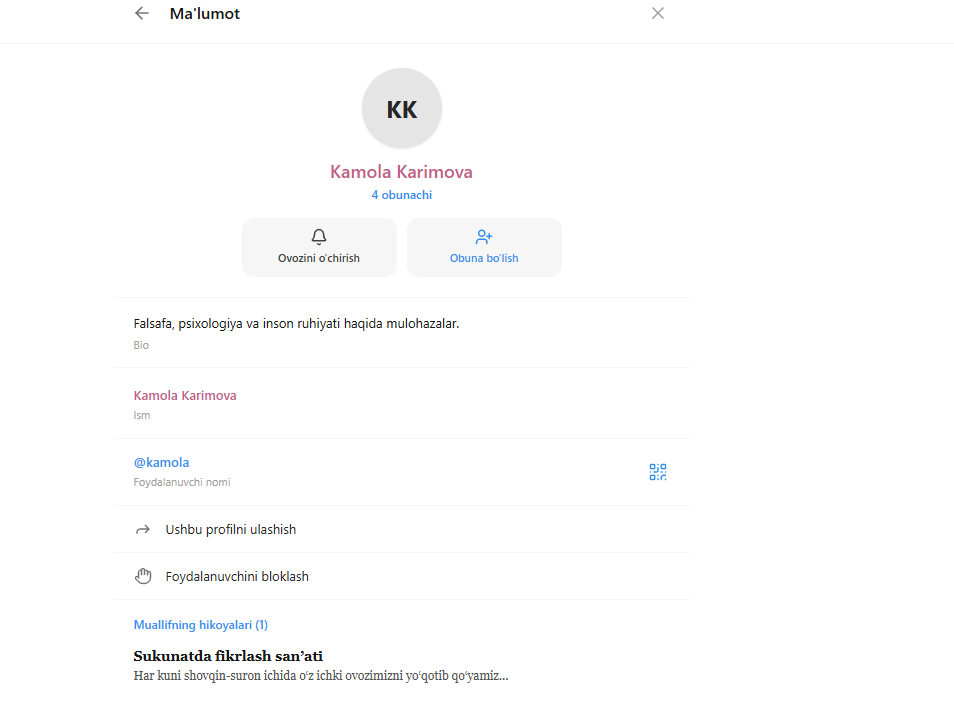 Ma'lumot
KK
Kamola Karimova
4 obunachi
Ovozini o'chirish
Obuna bo'lish
Falsafa, psixologiya va inson ruhiyati haqida mulohazalar.
Bio
Kamola Karimova
Ism
@kamola
Foydalanuvchi nomi
Ushbu profilni ulashish
Foydalanuvchini bloklash
Muallifning hikoyalari (1)
Sukunatda fikrlash san’ati
Har kuni shovqin-suron ichida o‘z ichki ovozimizni yo‘qotib qo‘yamiz...